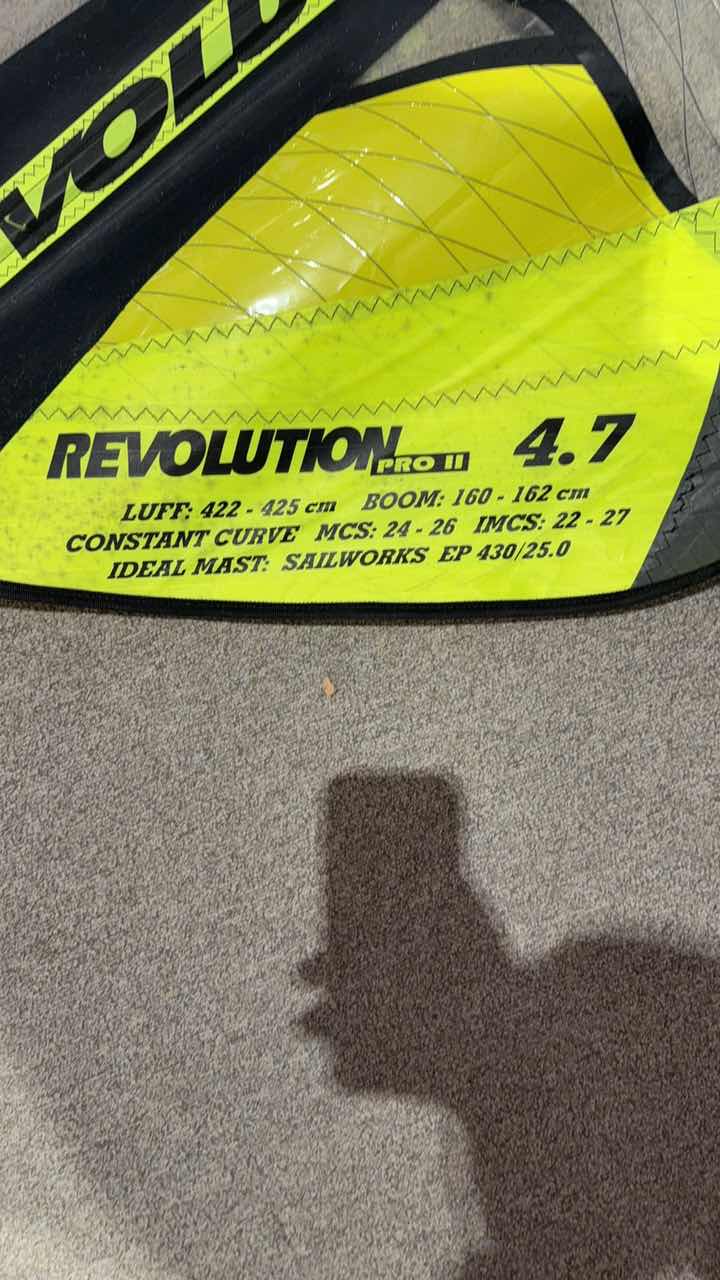 VOLU
REVOLUTION PRO II 4.7
LUFF: 422 - 425 cm BOOM: 160 - 162 cm
CONSTANT CURVE MCS: 24 - 26 IMCS: 22 - 27
IDEAL MAST: SAILWORKS EP 430/25.0